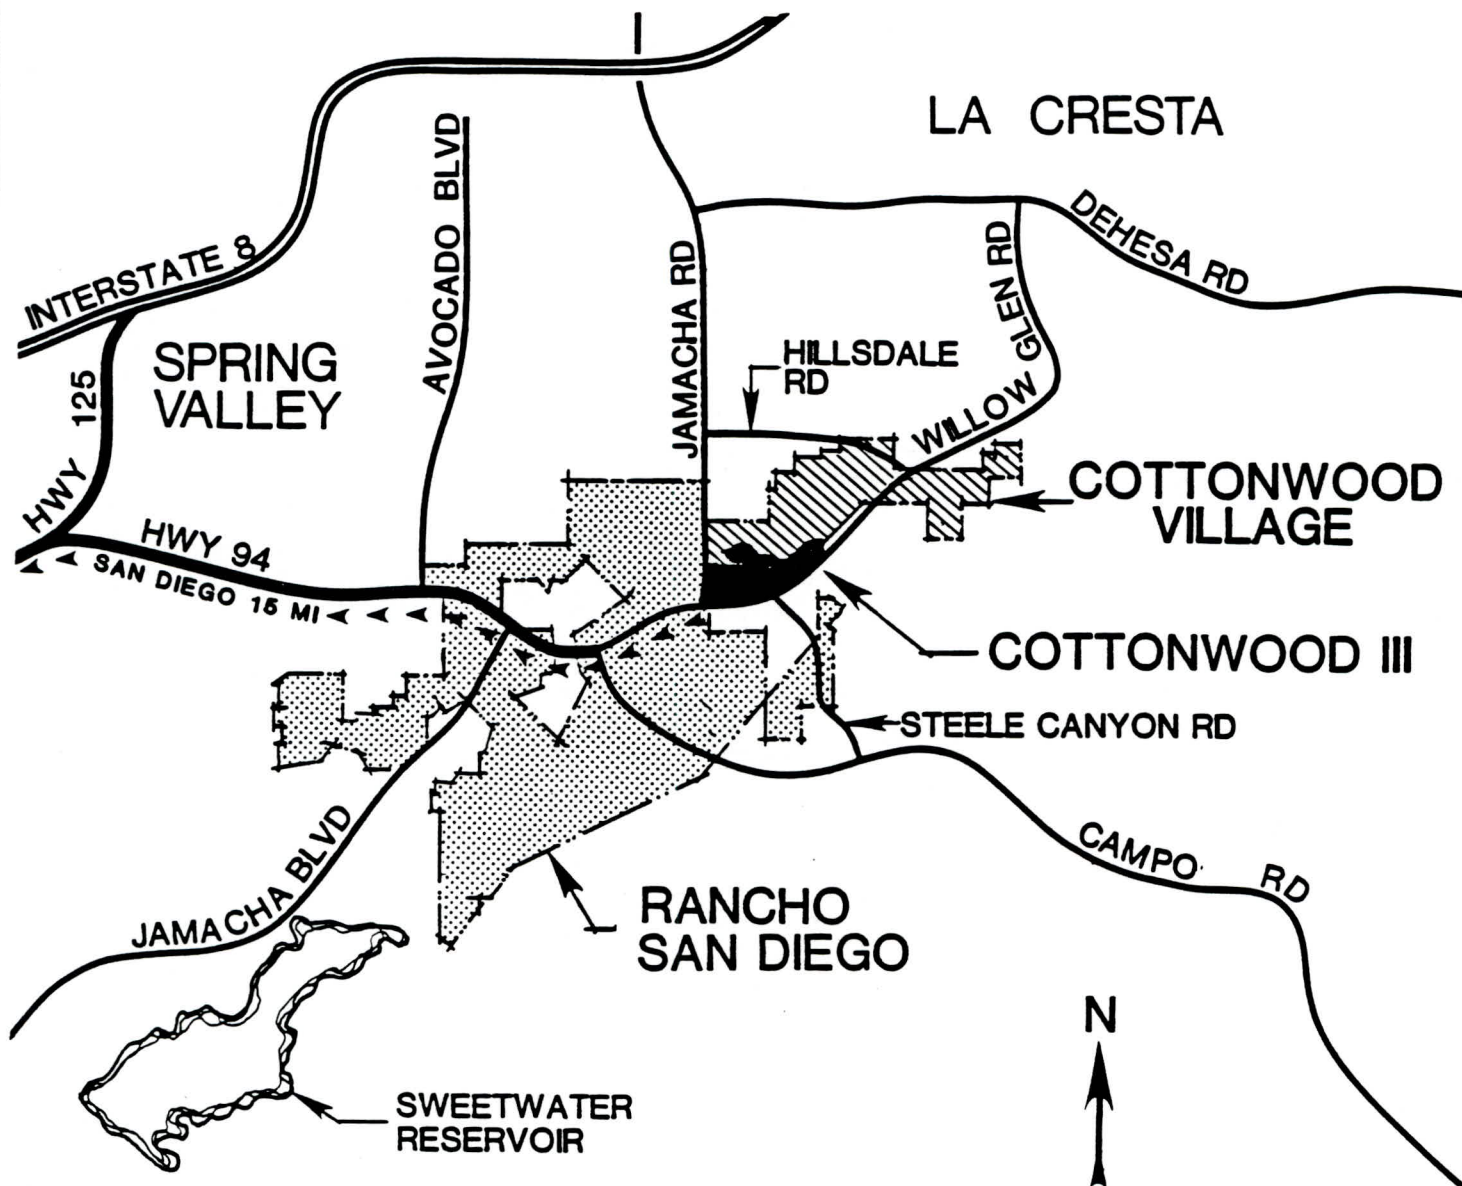 LA CRESTA
INTERSTATE 8
AVOCADO BLVD
JAMACHA RD
DEHESA RD
WILLOW GLEN RD
HILLSDALE
RD
SPRING
VALLEY
HWY 125
HWY 94
SAN DIEGO 15 MI
COTTONWOOD
VILLAGE
COTTONWOOD III
STEELE CANYON RD
CAMPO RD
JAMACHA BLVD
RANCHO
SAN DIEGO
SWEETWATER
RESERVOIR
N